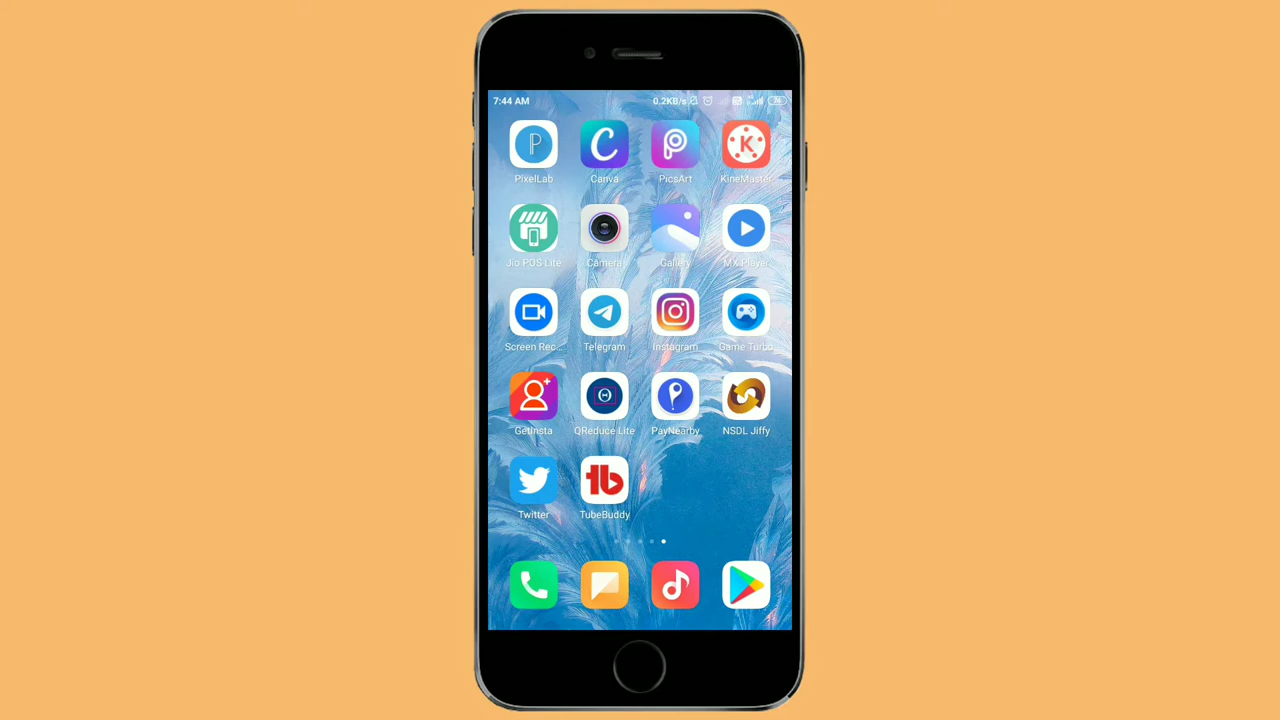 7:44 AM 0.2KB/s
PixelLab Canva PicsArt KineMaster
Jio POS Lite Camera Gallery MX Player
Screen Rec... Telegram Instagram Game Turbo
GetInsta QReduce Lite PayNearby NSDL Jiffy
Twitter TubeBuddy